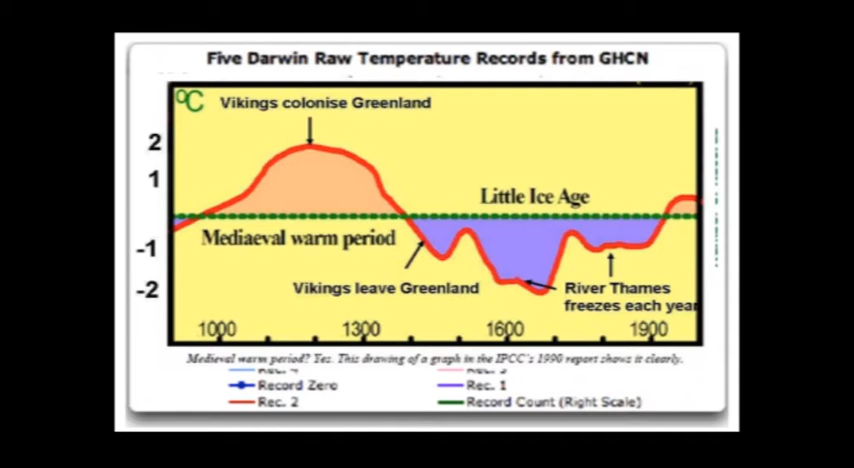 Five Darwin Raw Temperature Records from GHCN
°C
Vikings colonise Greenland
2
1
Little Ice Age
Mediaeval warm period
-1
-2
Vikings leave Greenland
River Thames
freezes each year
1000 1300 1600 1900
Medieval warm period? Yes. This drawing of a graph in the IPCC's 1990 report shows it clearly.
Record Zero
Rec. 1
Rec. 2
Record Count (Right Scale)